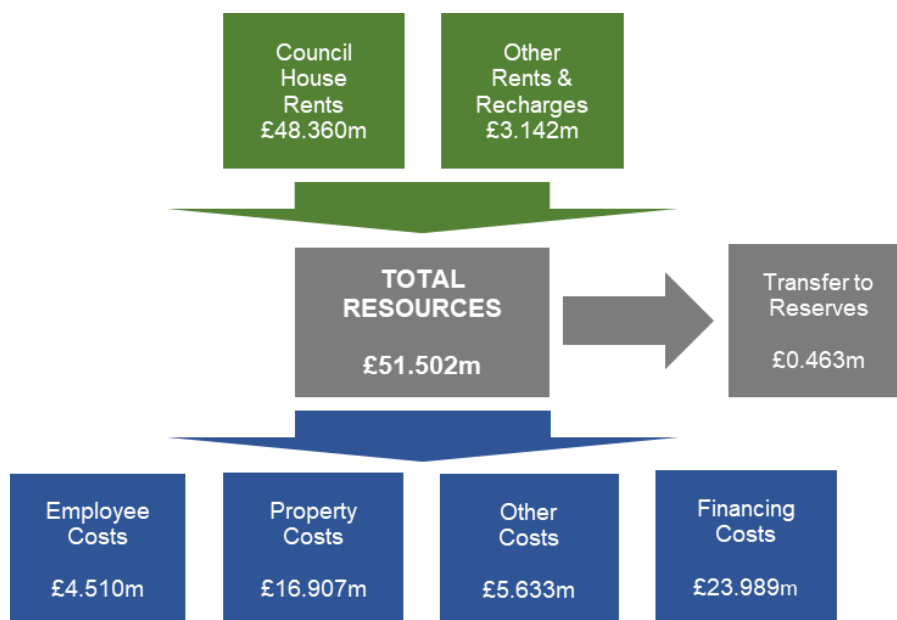 Council
House
Rents
£48.360m
Other
Rents &
Recharges
£3.142m
TOTAL
RESOURCES
£51.502m
Transfer to
Reserves
£0.463m
Employee
Costs
£4.510m
Property
Costs
£16.907m
Other
Costs
£5.633m
Financing
Costs
£23.989m